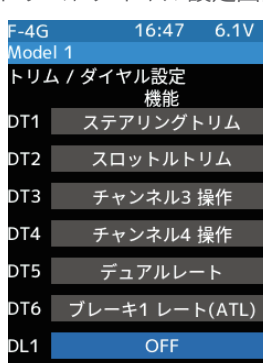 F-4G 16:47 6.1V
Model 1
トリム / ダイヤル設定
機能
DT1 ステアリングトリム
DT2 スロットルトリム
DT3 チャンネル3 操作
DT4 チャンネル4 操作
DT5 デュアルレート
DT6 ブレーキ1 レート(ATL)
DL1 OFF